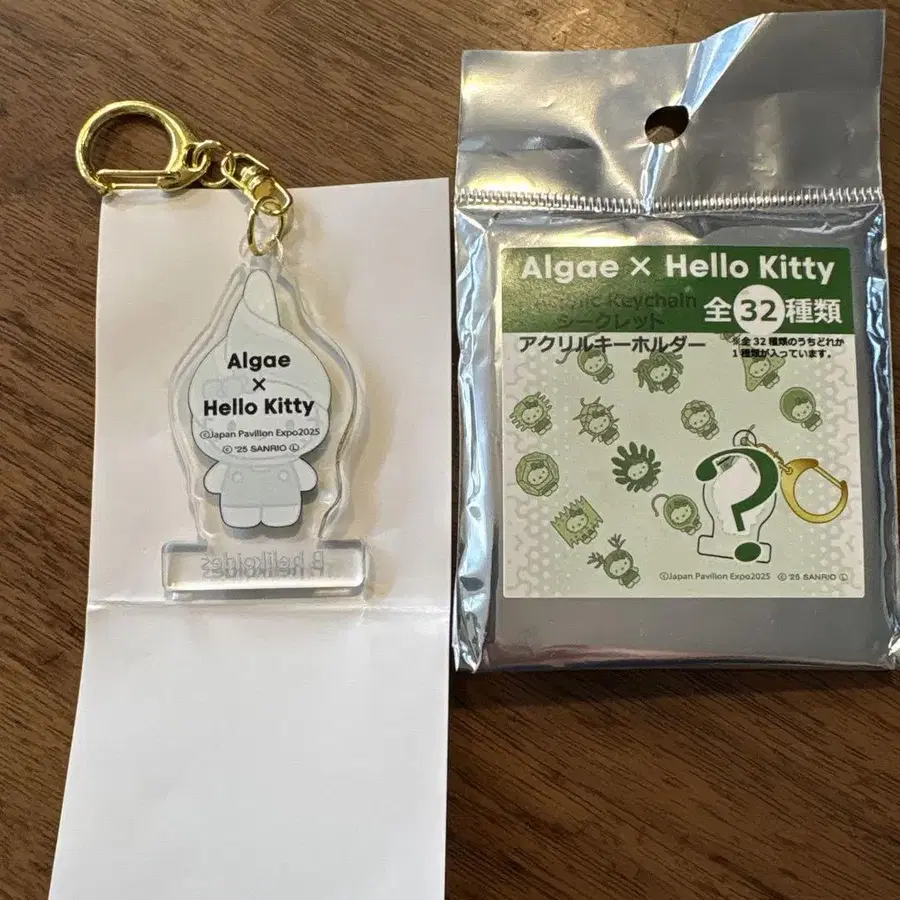 Algae
×
Hello Kitty
©Japan Pavilion Expo2025
© '25 SANRIO Ⓛ
P. helikoides
Algae × Hello Kitty
Acrylic Keychain
シークレット
アクリルキーホルダー
全32種類
※全32種類のうちどれか
1種類が入っています。
?
©Japan Pavilion Expo2025 © '25 SANRIO Ⓛ